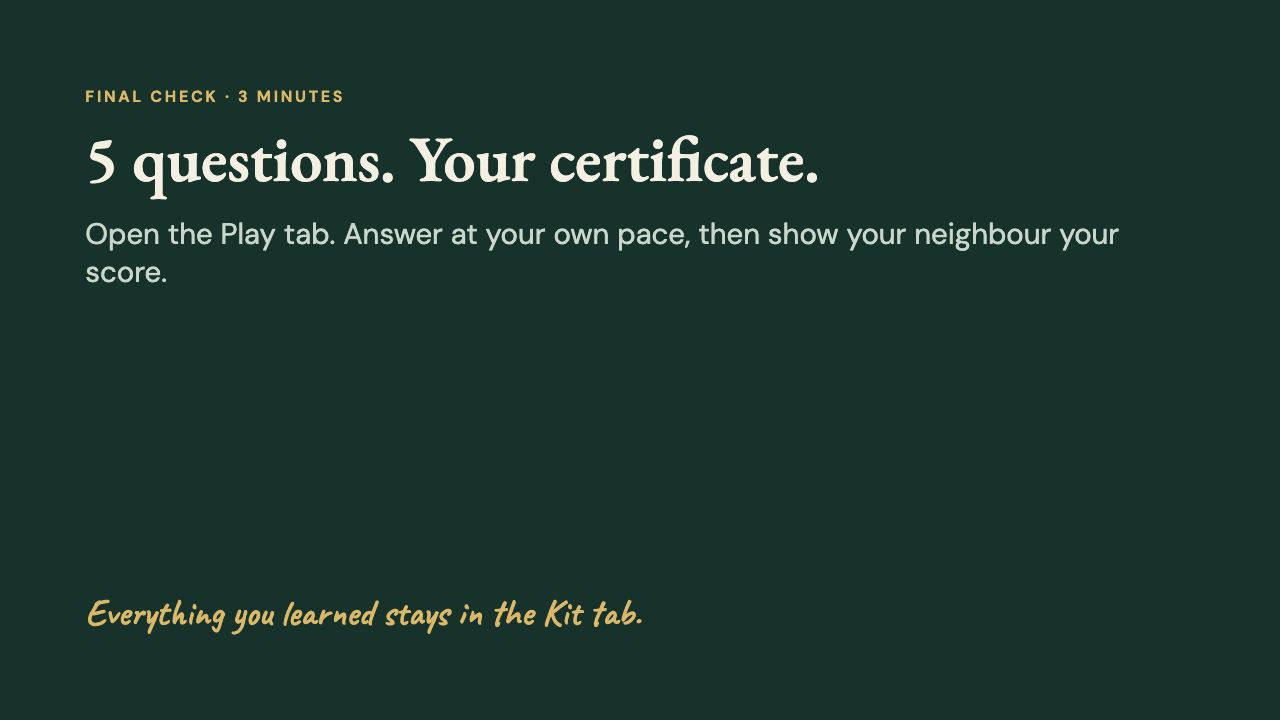 FINAL CHECK · 3 MINUTES
5 questions. Your certificate.
Open the Play tab. Answer at your own pace, then show your neighbour your
score.
Everything you learned stays in the Kit tab.